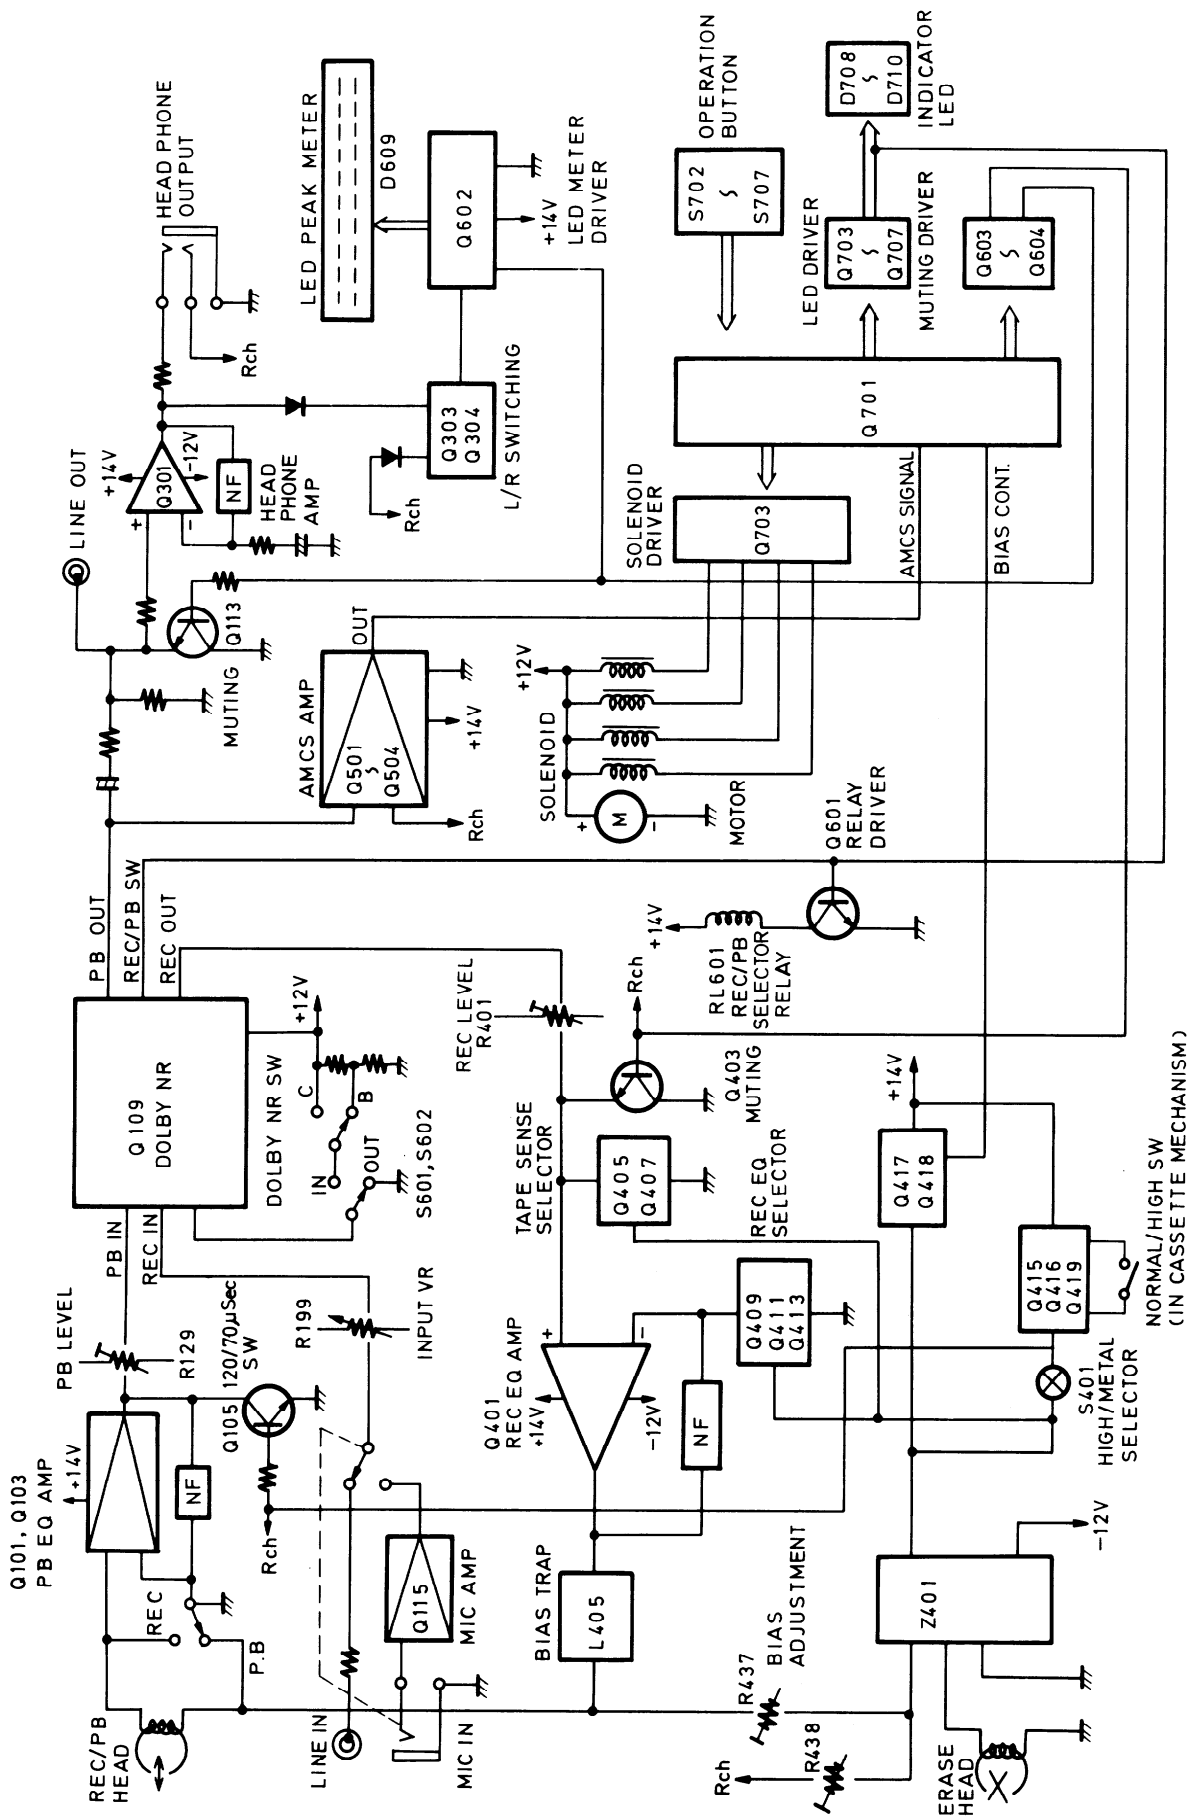 Q101, Q103
PB EQ AMP
+14V
NF
REC
P.B
REC/PB
HEAD
PB LEVEL
R129
Q105
120/70µSec
SW
Rch
PB IN
REC IN
Q109
DOLBY NR
PB OUT
REC/PB SW
REC OUT
+12V
DOLBY NR SW
C
B
IN
OUT
S601, S602
R199
INPUT VR
LINE IN
MIC IN
Q115
MIC AMP
LINE OUT
MUTING
Q113
+
-
Q301
+14V
-12V
NF
HEAD
PHONE
AMP
HEAD PHONE
OUTPUT
Rch
LED PEAK METER
D609
Q602
+14V
LED METER
DRIVER
Q303
Q304
L/R SWITCHING
Rch
AMCS AMP
Q501
∽
Q504
OUT
+14V
Rch
SOLENOID
+12V
+
M
-
MOTOR
SOLENOID
DRIVER
Q703
AMCS SIGNAL
BIAS CONT.
Q701
OPERATION
BUTTON
S702
∽
S707
LED DRIVER
Q703
∽
Q707
D708
∽
D710
INDICATOR
LED
MUTING DRIVER
Q603
∽
Q604
REC LEVEL
R401
TAPE SENSE
SELECTOR
Q405
Q407
Q403
MUTING
Rch
+14V
RL601
REC/PB
SELECTOR
RELAY
Q601
RELAY
DRIVER
Q401
REC EQ AMP
+14V
-12V
+
-
NF
REC EQ
SELECTOR
Q409
Q411
Q413
BIAS TRAP
L405
R437
BIAS
ADJUSTMENT
R438
Rch
ERASE
HEAD
Z401
-12V
Q417
Q418
+14V
Q415
Q416
Q419
S401
HIGH/METAL
SELECTOR
NORMAL/HIGH SW
(IN CASSETTE MECHANISM)